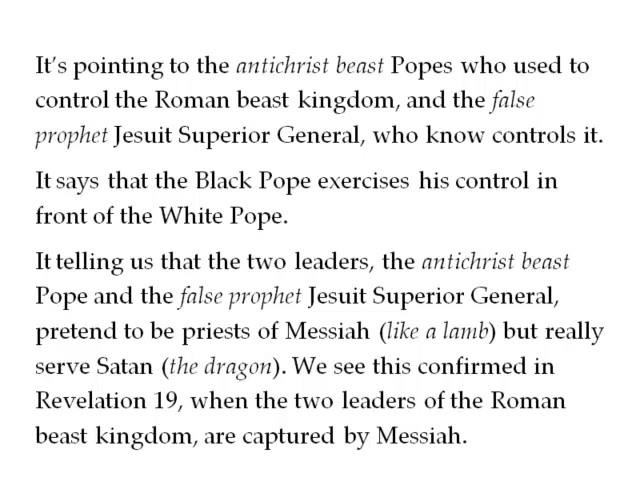 It's pointing to the antichrist beast Popes who used to
control the Roman beast kingdom, and the false
prophet Jesuit Superior General, who know controls it.
It says that the Black Pope exercises his control in
front of the White Pope.
It telling us that the two leaders, the antichrist beast
Pope and the false prophet Jesuit Superior General,
pretend to be priests of Messiah (like a lamb) but really
serve Satan (the dragon). We see this confirmed in
Revelation 19, when the two leaders of the Roman
beast kingdom, are captured by Messiah.